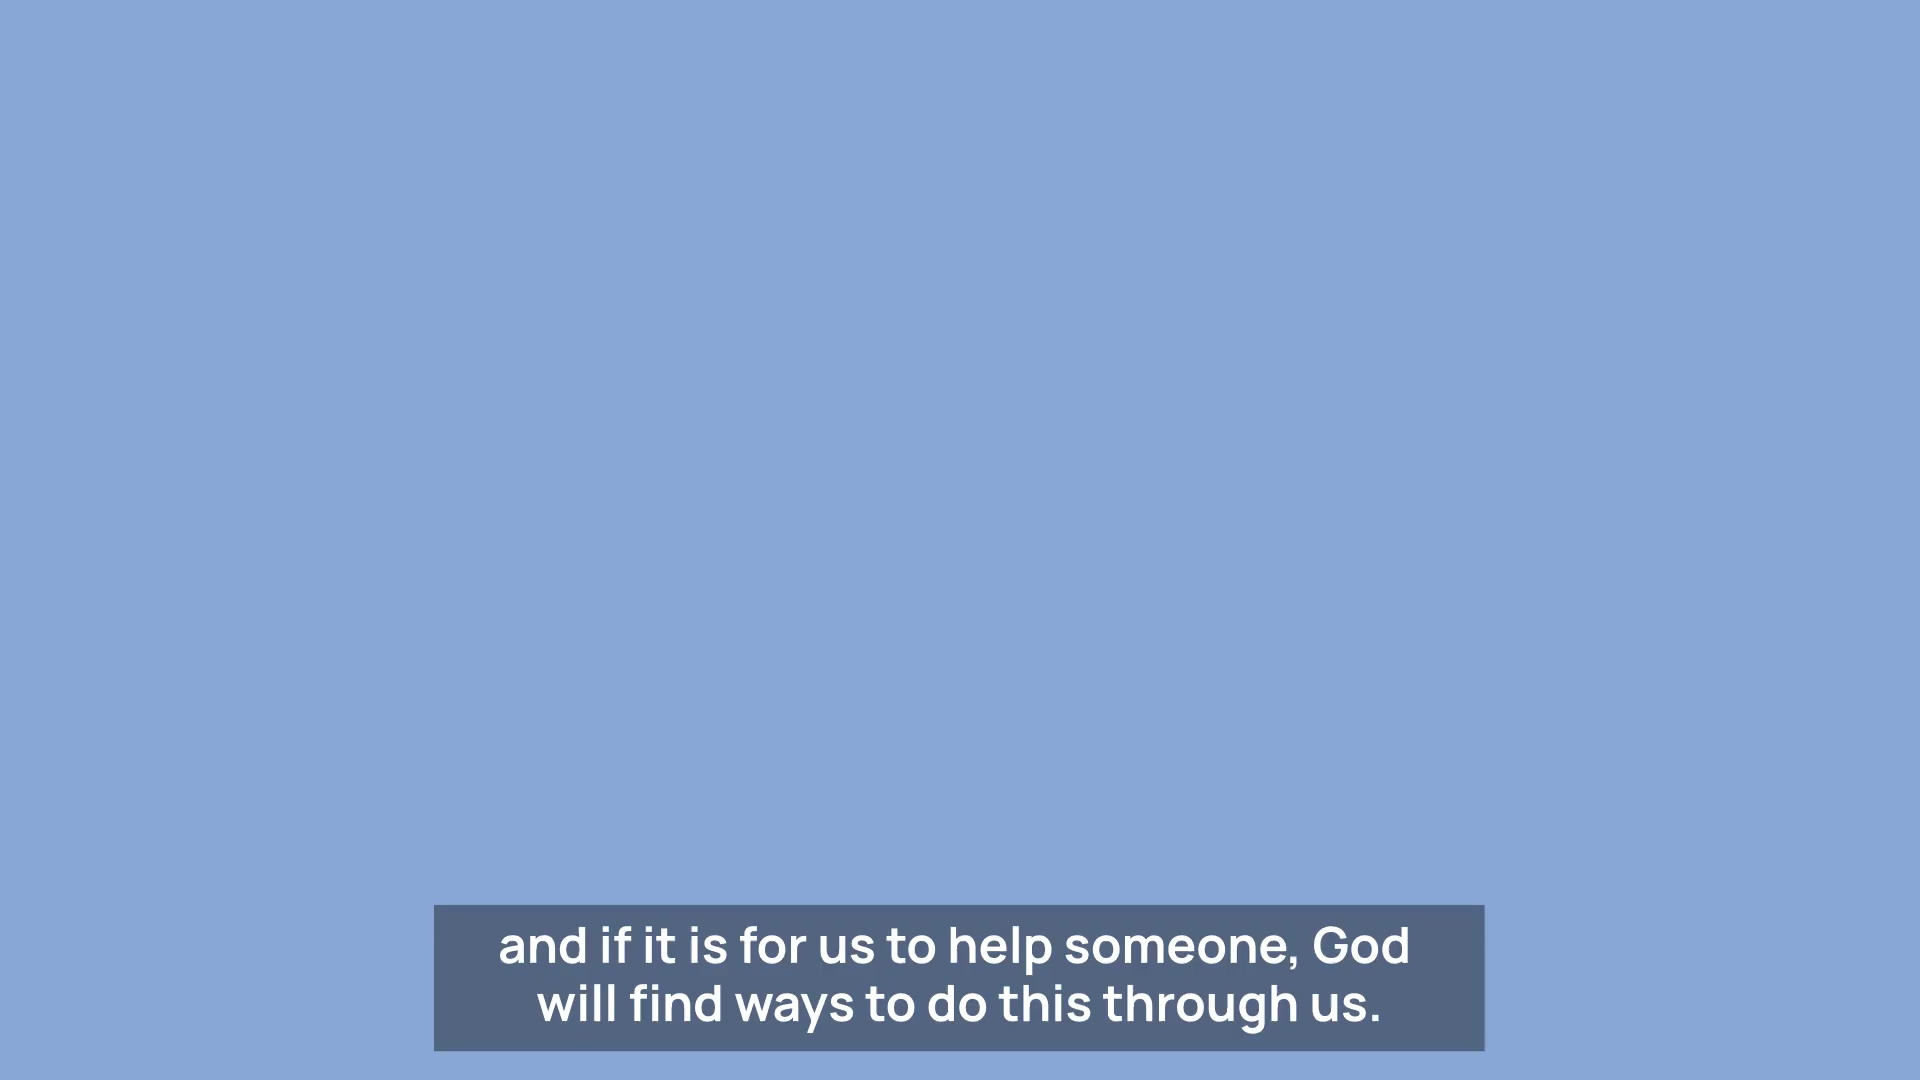 and if it is for us to help someone, God
will find ways to do this through us.